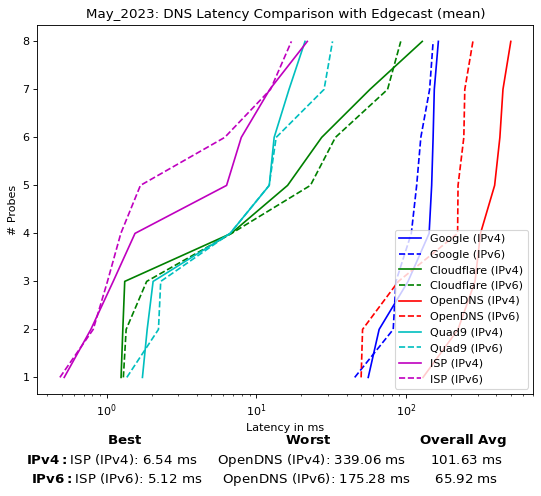 May_2023: DNS Latency Comparison with Edgecast (mean)
8
7
6
5
4
3
2
1
# Probes
Google (IPv4)
Google (IPv6)
Cloudflare (IPv4)
Cloudflare (IPv6)
OpenDNS (IPv4)
OpenDNS (IPv6)
Quad9 (IPv4)
Quad9 (IPv6)
ISP (IPv4)
ISP (IPv6)
10⁰ 10¹ 10²
Latency in ms
Best Worst Overall Avg
IPv4: ISP (IPv4): 6.54 ms OpenDNS (IPv4): 339.06 ms 101.63 ms
IPv6: ISP (IPv6): 5.12 ms OpenDNS (IPv6): 175.28 ms 65.92 ms